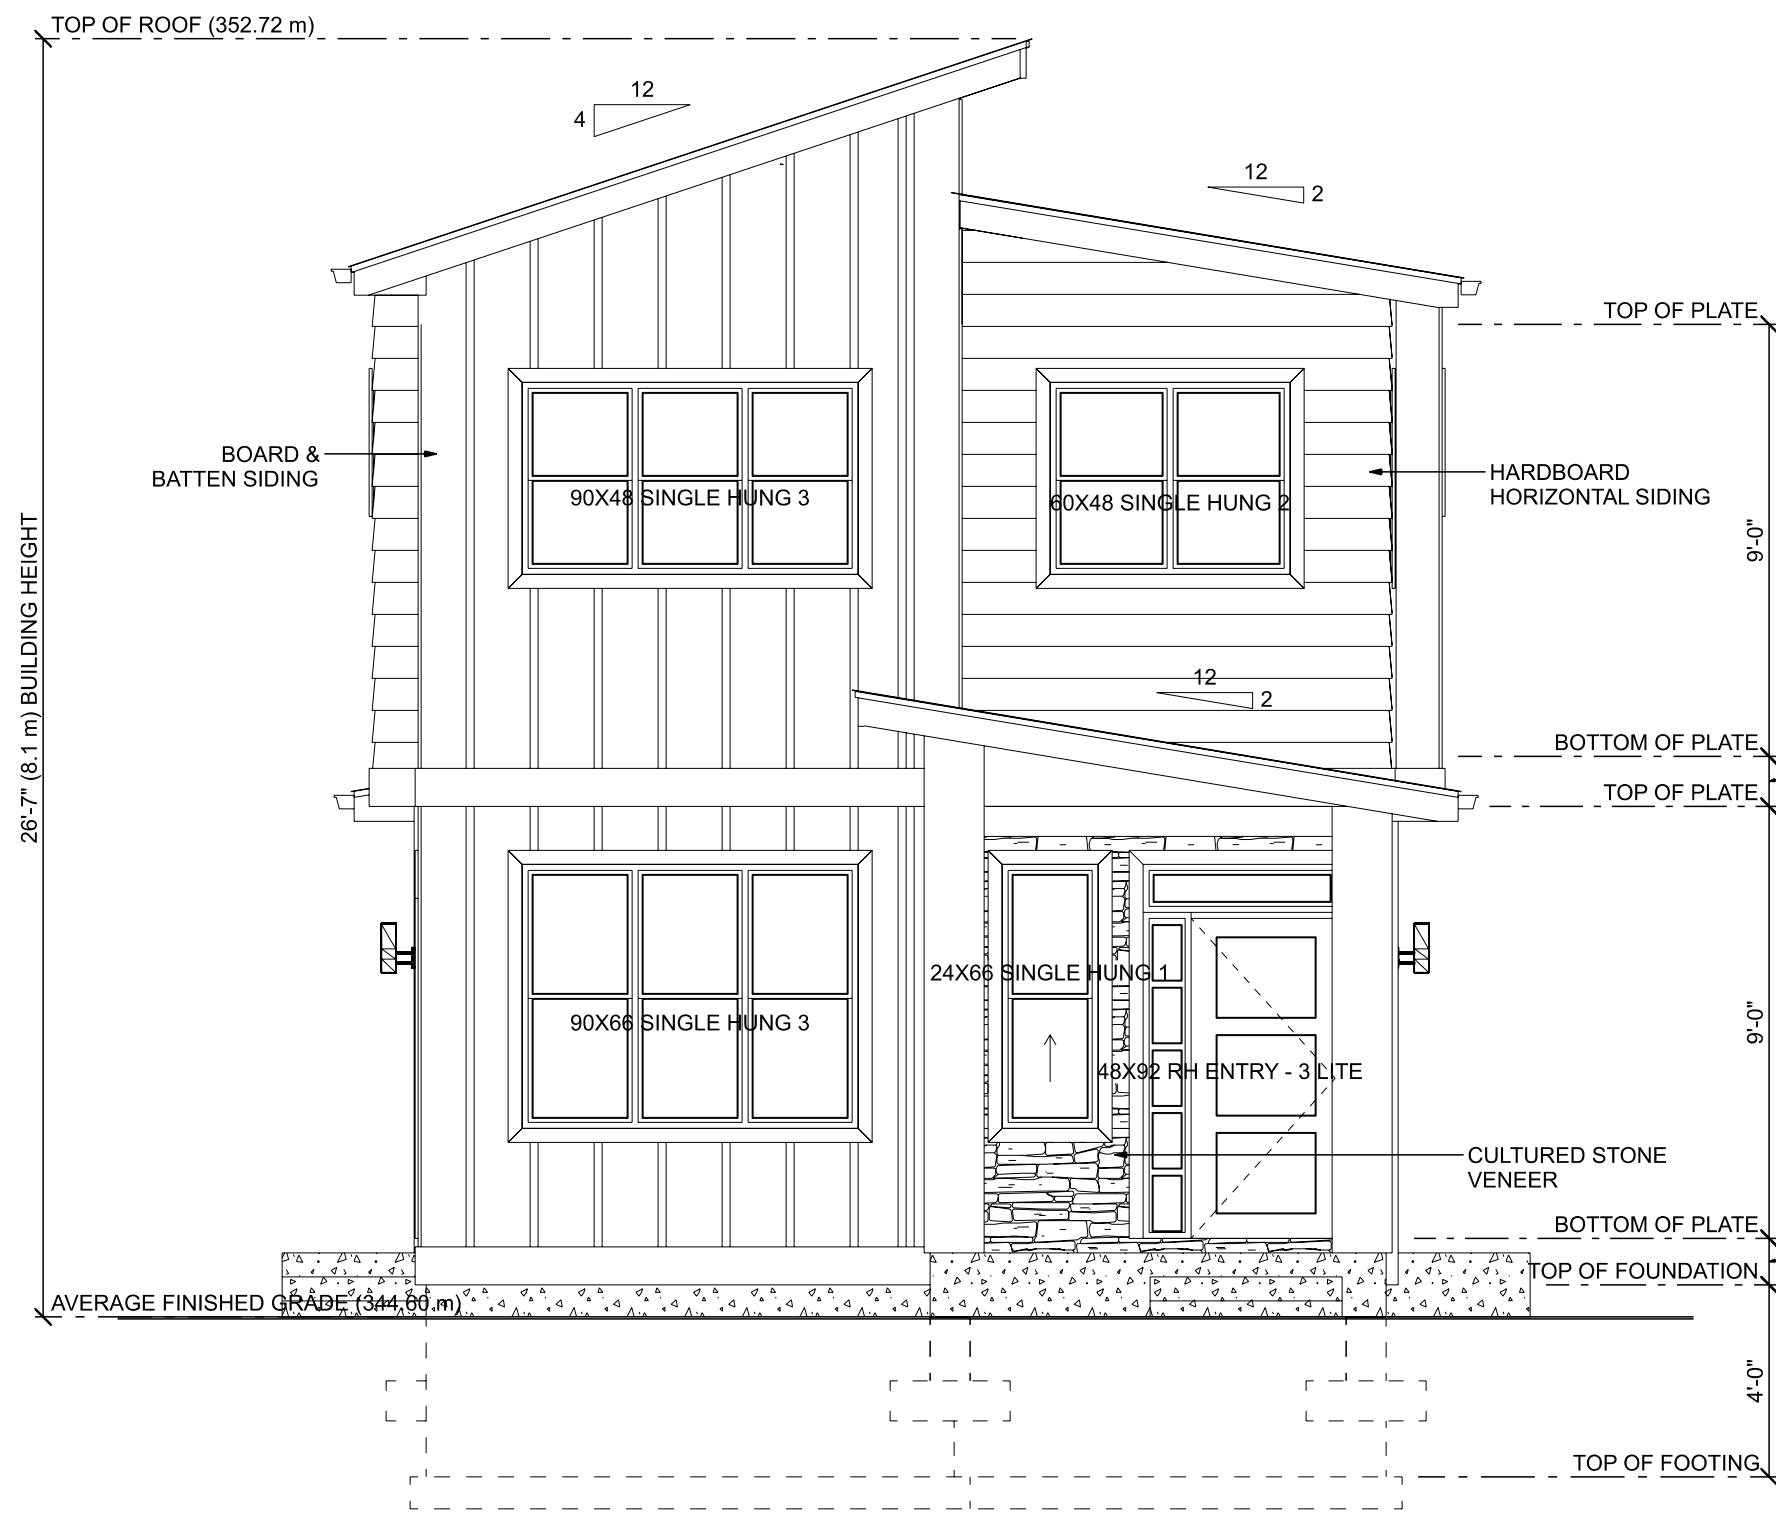 TOP OF ROOF (352.72 m)
12
4
12
2
TOP OF PLATE
BOARD &
BATTEN SIDING
90X48 SINGLE HUNG 3
60X48 SINGLE HUNG 2
HARDBOARD
HORIZONTAL SIDING
9'-0"
26'-7" (8.1 m) BUILDING HEIGHT
12
2
BOTTOM OF PLATE
TOP OF PLATE
24X66 SINGLE HUNG 1
90X66 SINGLE HUNG 3
9'-0"
48X92 RH ENTRY - 3 LITE
CULTURED STONE
VENEER
BOTTOM OF PLATE
TOP OF FOUNDATION
AVERAGE FINISHED GRADE (344.60 m)
4'-0"
TOP OF FOOTING